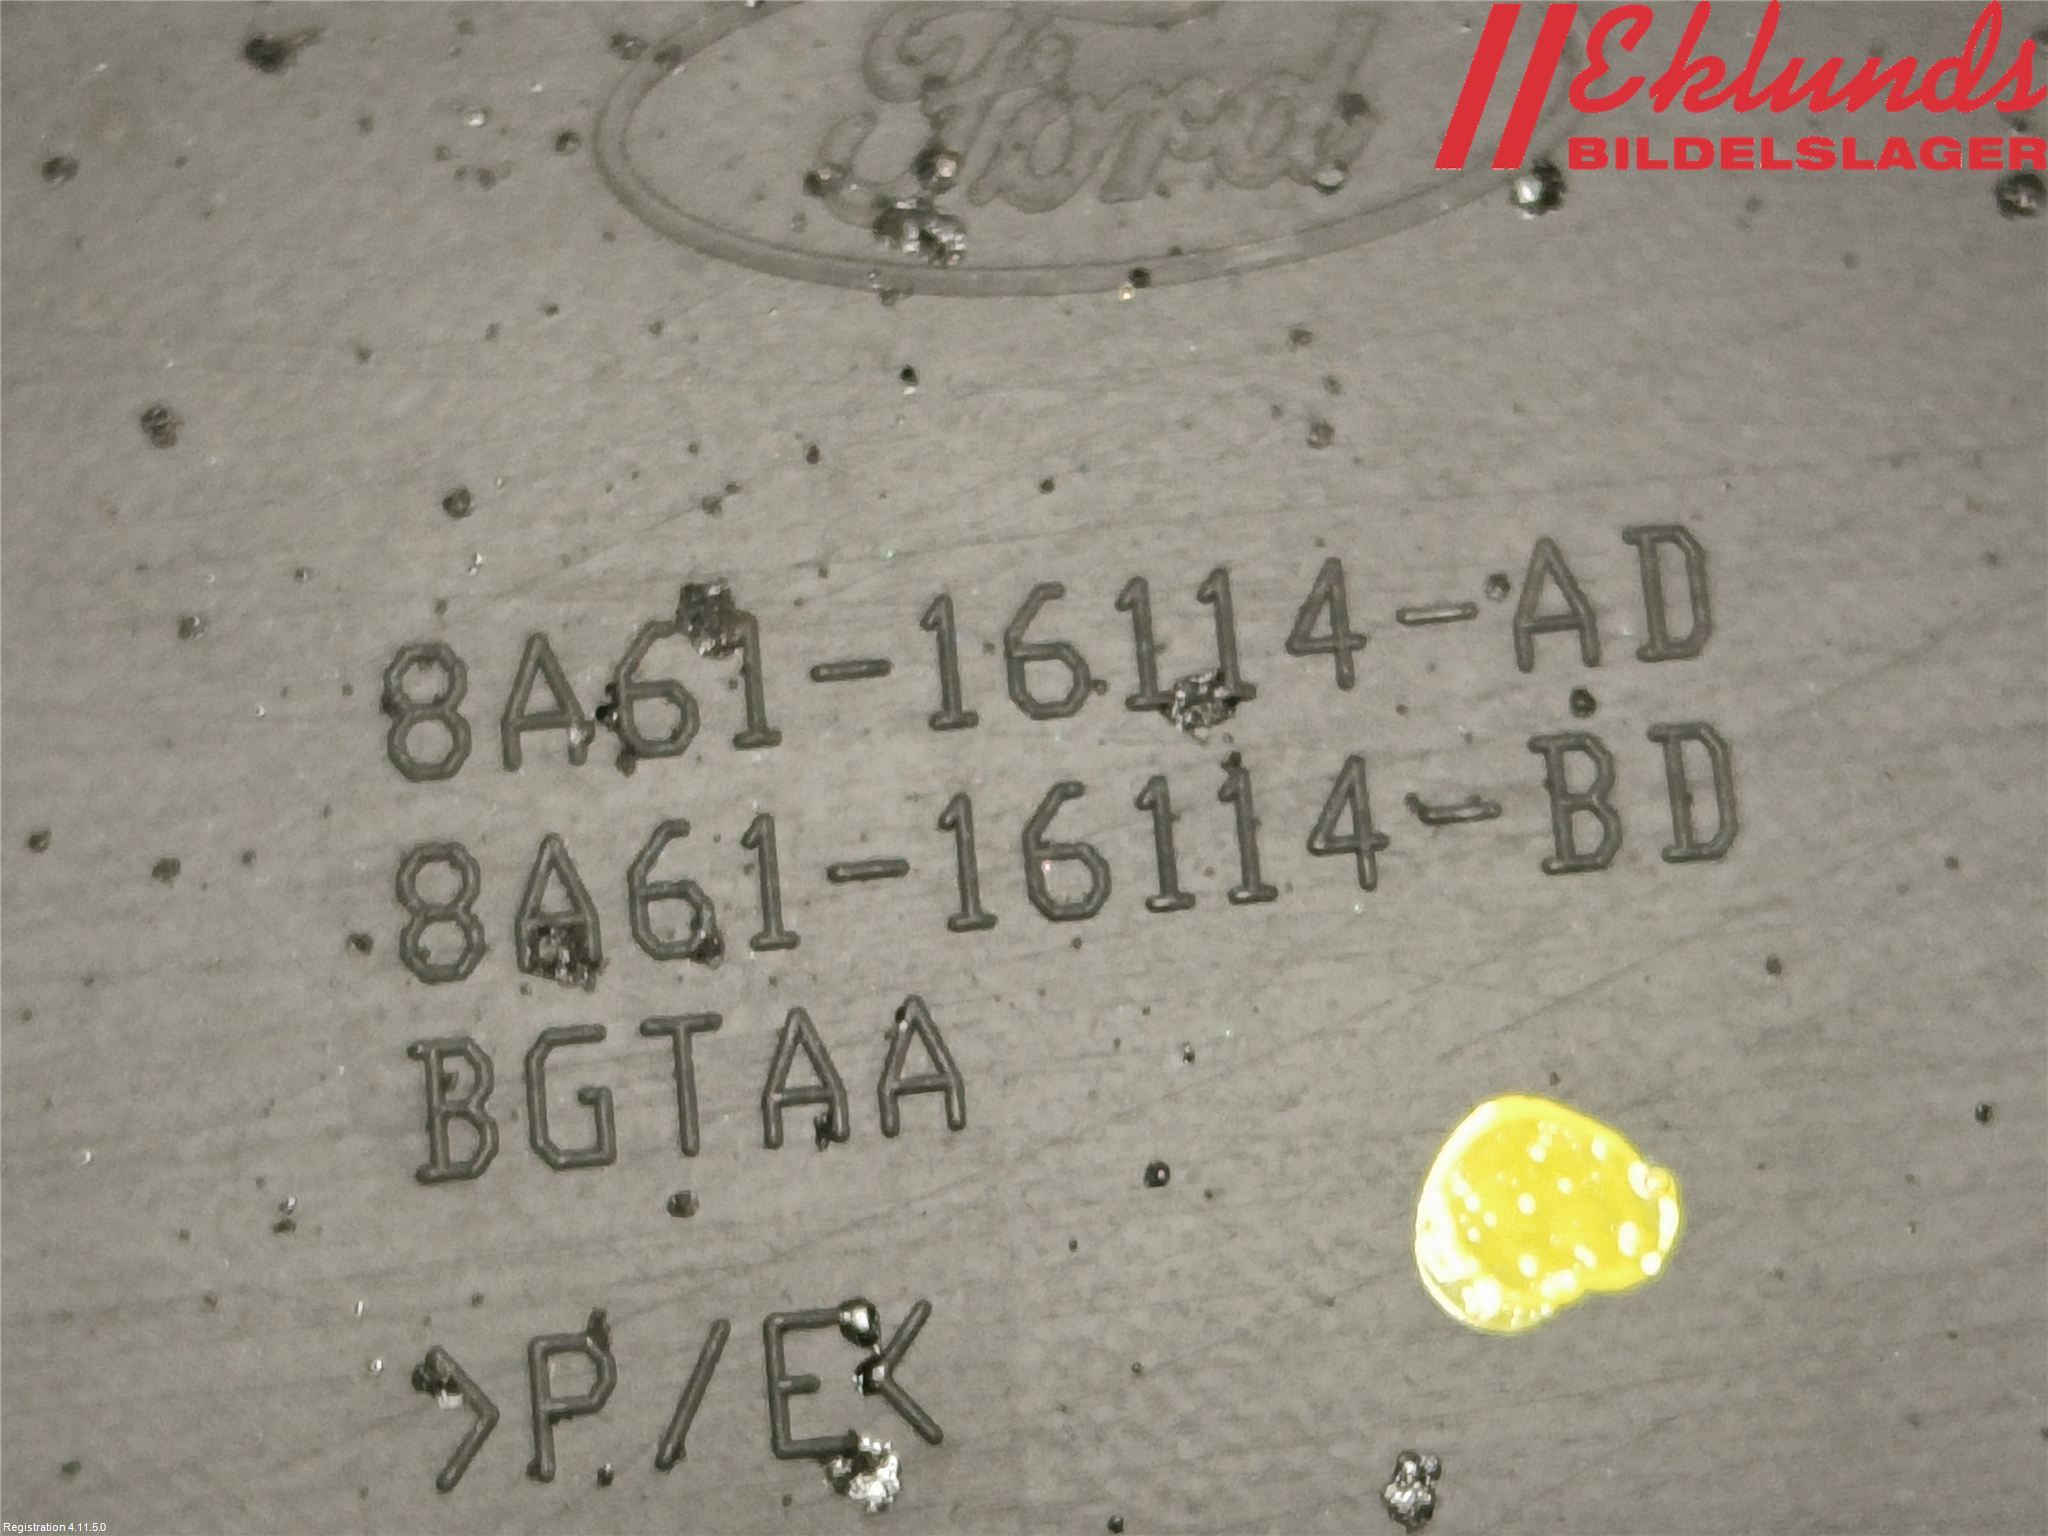 Ford
Eklunds
BILDELSLAGER
8A61-16114-AD
8A61-16114-BD
BGTAA
>P/E<
Registration 4.11.5.0